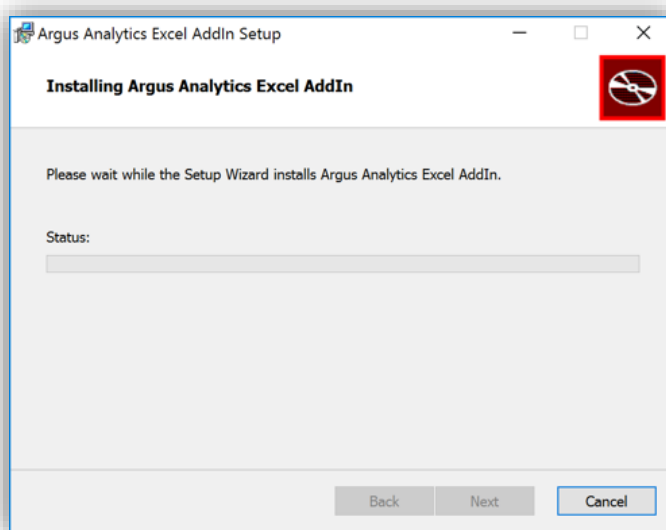 Argus Analytics Excel AddIn Setup
Installing Argus Analytics Excel AddIn
Please wait while the Setup Wizard installs Argus Analytics Excel AddIn.
Status:
Back Next Cancel